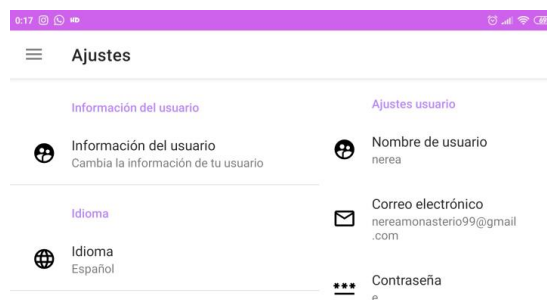 0:17 HD
Ajustes
Información del usuario
Información del usuario
Cambia la información de tu usuario
Idioma
Idioma
Español
Ajustes usuario
Nombre de usuario
nerea
Correo electrónico
nereamonasterio99@gmail
.com
Contraseña